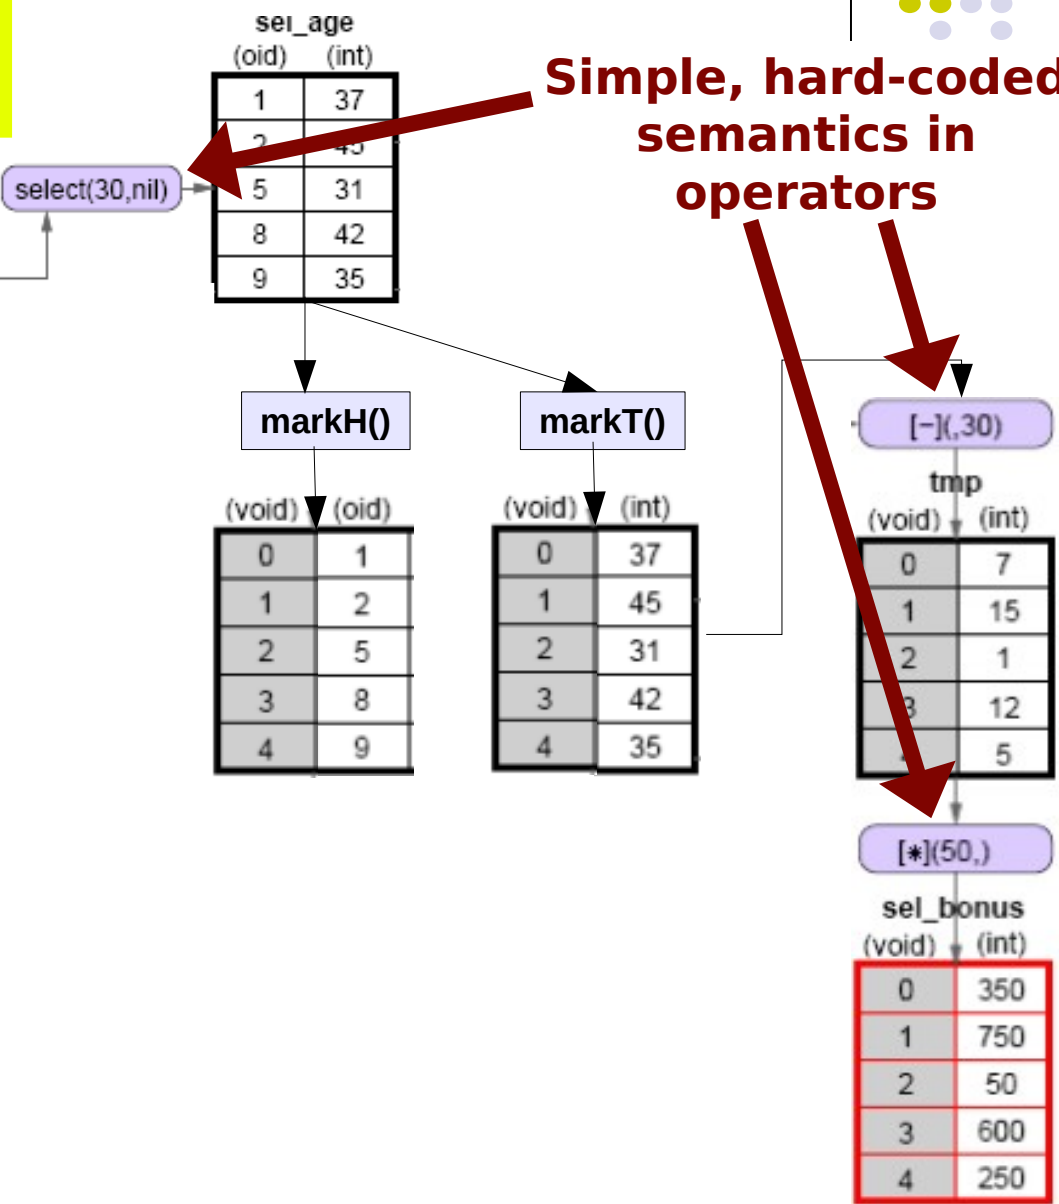 sel_age
(oid) (int)
Simple, hard-coded
semantics in
operators
1 37
2 45
select(30,nil)
5 31
8 42
9 35
markH()
markT()
[−](,30)
tmp
(void) (oid)
0 1
1 2
2 5
3 8
4 9
(void) (int)
0 37
1 45
2 31
3 42
4 35
(void) (int)
0 7
1 15
2 1
3 12
5
[*](50,)
sel_bonus
(void) (int)
0 350
1 750
2 50
3 600
4 250